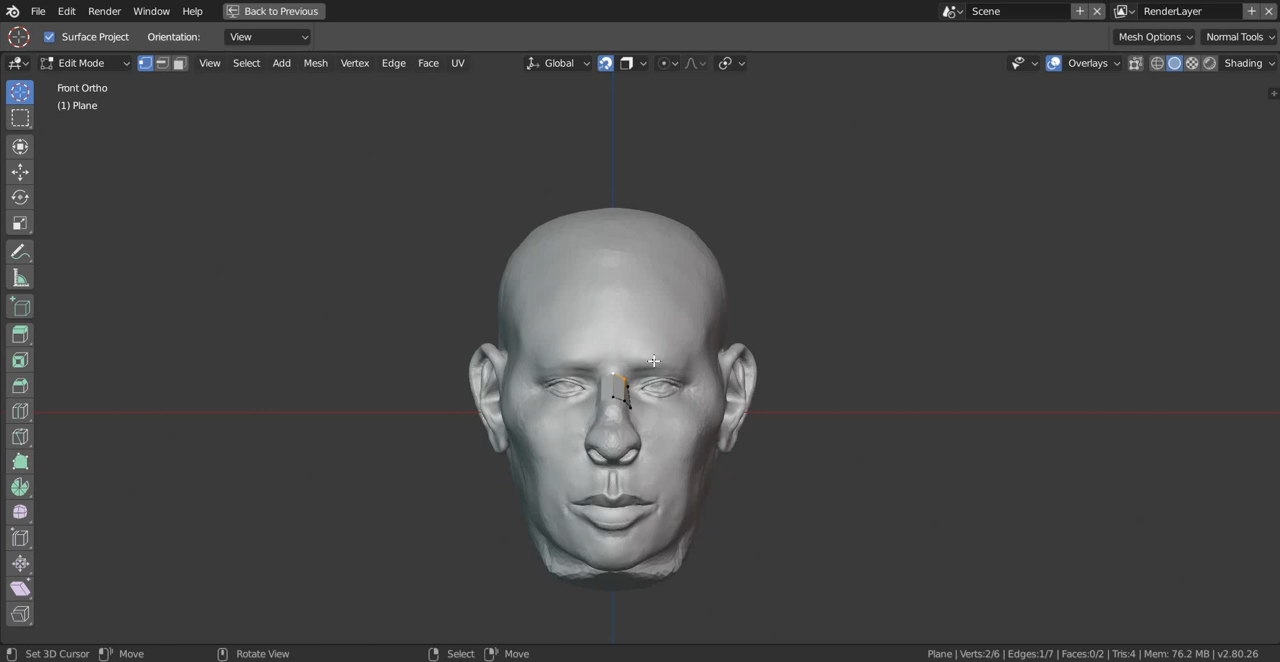 File Edit Render Window Help Back to Previous Scene RenderLayer
Surface Project Orientation: View Mesh Options Normal Tools
Edit Mode View Select Add Mesh Vertex Edge Face UV Global Overlays Shading
Front Ortho
(1) Plane
Set 3D Cursor Move Rotate View Select Move Plane | Verts:2/6 | Edges:1/7 | Faces:0/2 | Tris:4 | Mem: 76.2 MB | v2.80.26